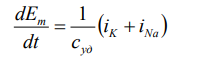 dE_m/dt = 1/c_уд (i_K + i_Na)